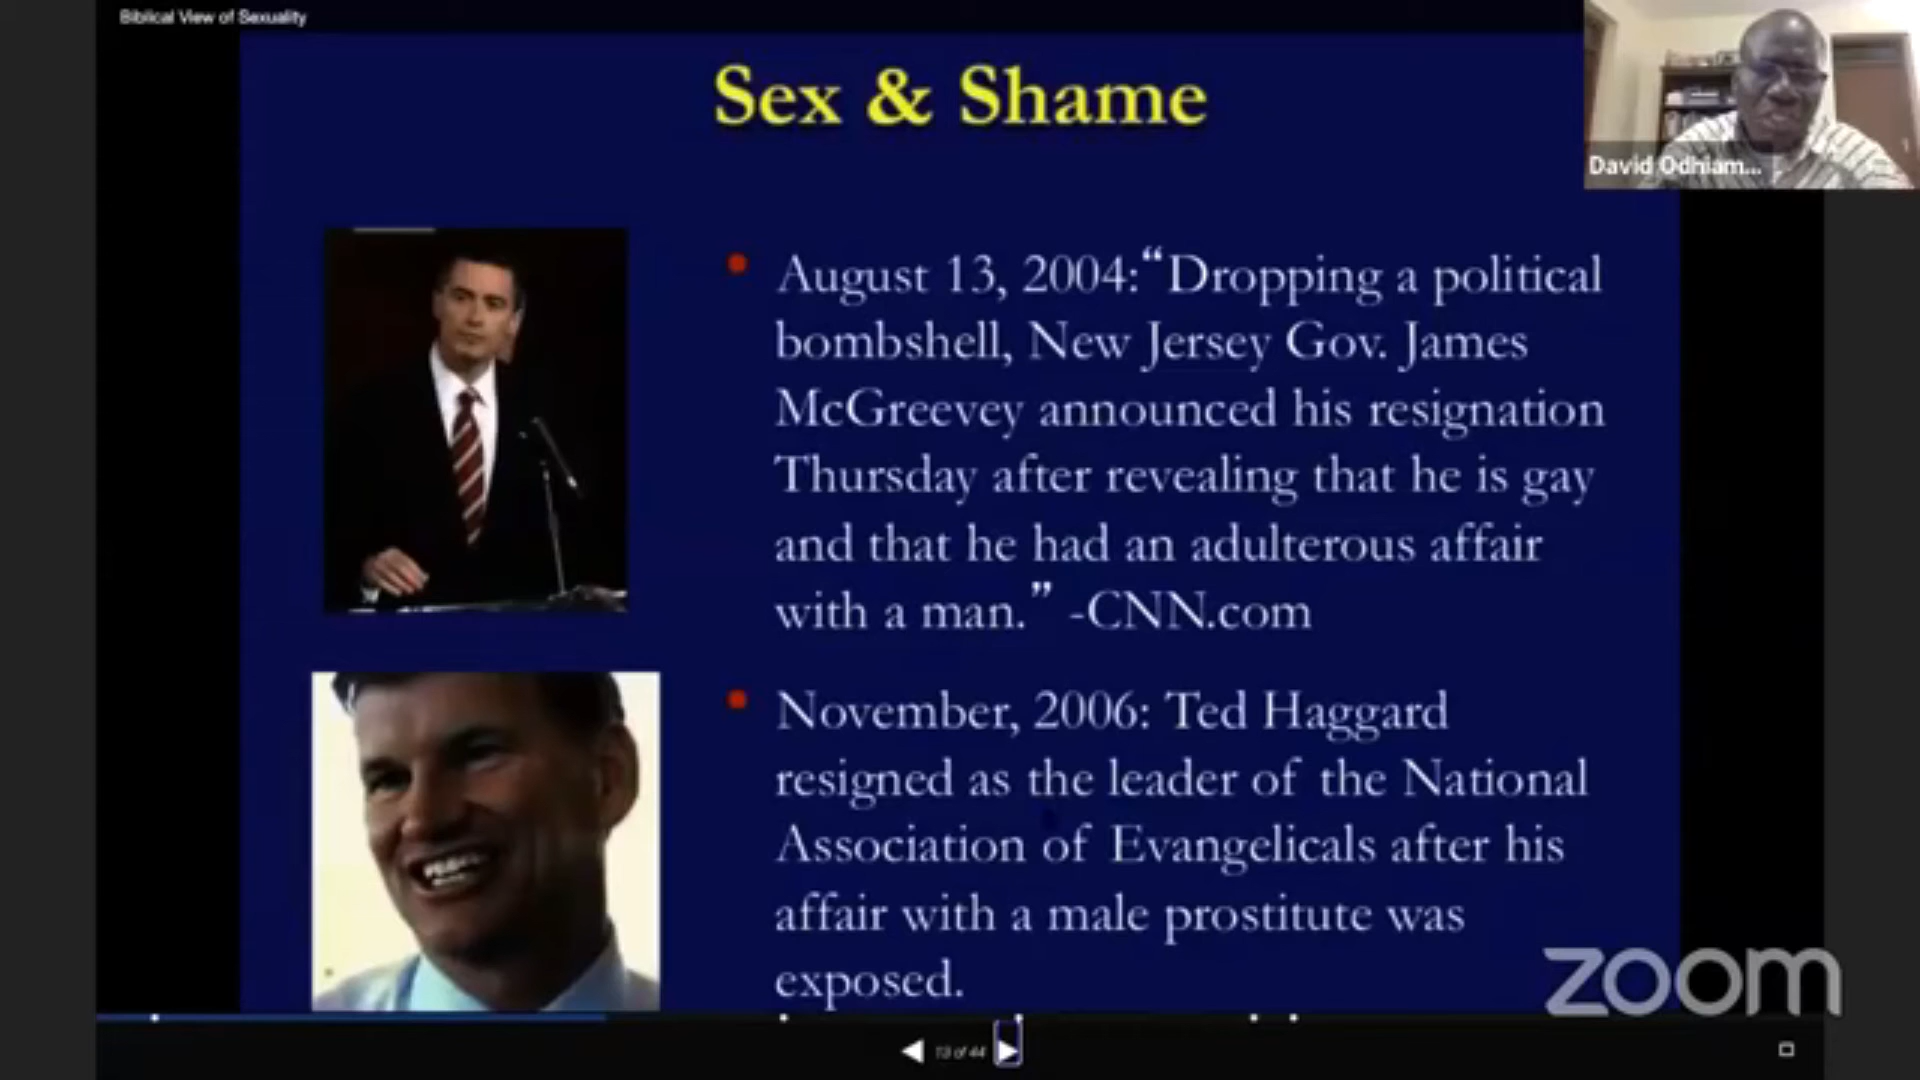 Biblical View of Sexuality
Sex & Shame
David Odhiam...
• August 13, 2004:“Dropping a political
bombshell, New Jersey Gov. James
McGreevey announced his resignation
Thursday after revealing that he is gay
and that he had an adulterous affair
with a man.” -CNN.com
• November, 2006: Ted Haggard
resigned as the leader of the National
Association of Evangelicals after his
affair with a male prostitute was
exposed.
zoom
13 of 44